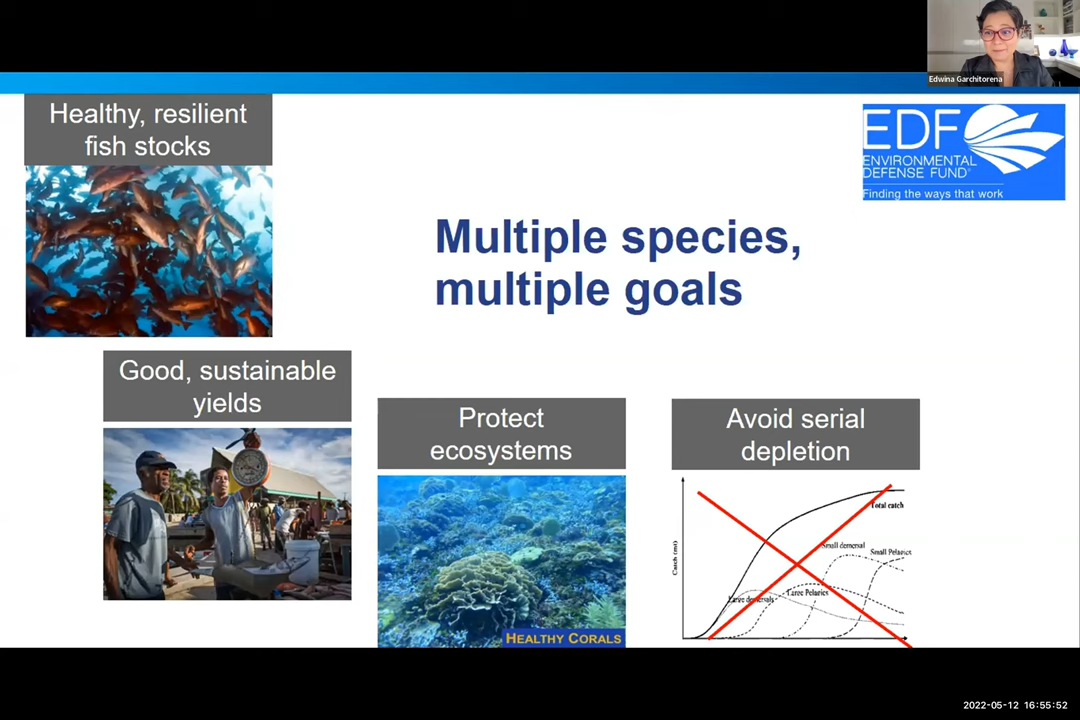 Edwina Garchitorena
Healthy, resilient
fish stocks
EDF
ENVIRONMENTAL
DEFENSE FUND®
Finding the ways that work
Multiple species,
multiple goals
Good, sustainable
yields
Protect
ecosystems
HEALTHY CORALS
Avoid serial
depletion
Total catch
Small demersal
Small Pelagics
Large Pelagics
Large demersals
2022-05-12 16:55:52